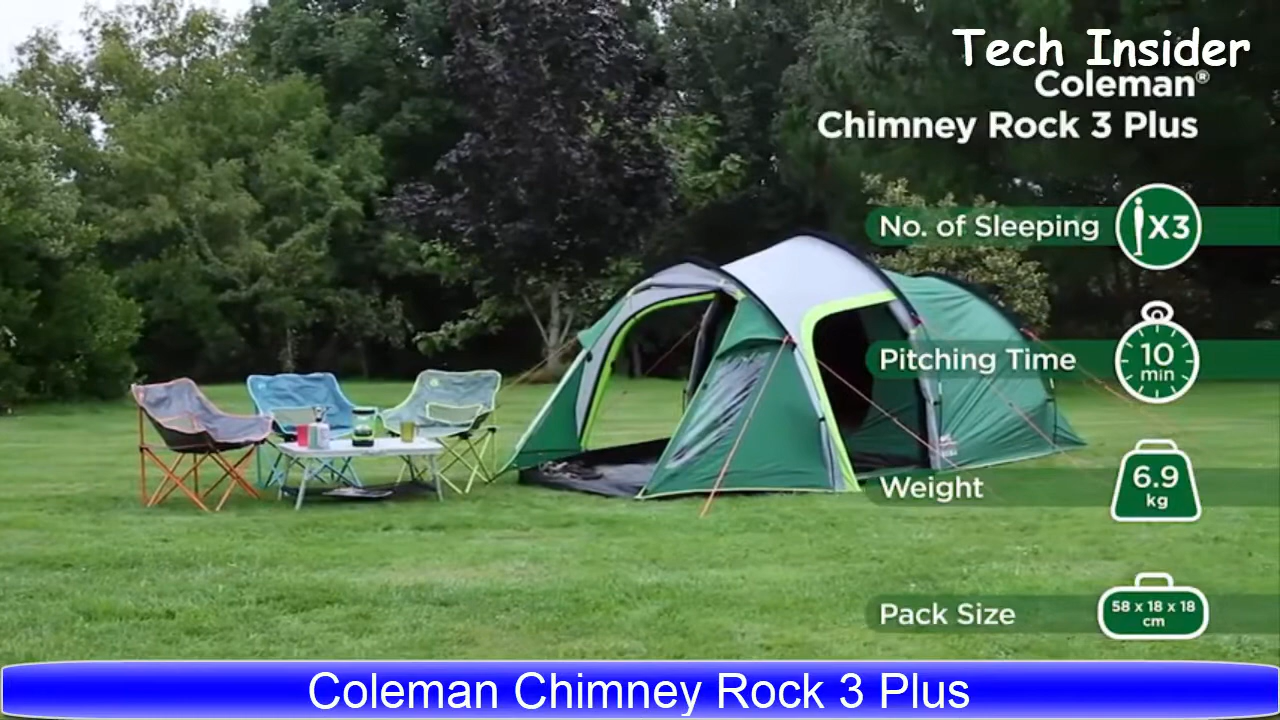 Tech Insider
Coleman®
Chimney Rock 3 Plus
No. of Sleeping X3
Pitching Time 10 min
Weight 6.9 kg
Pack Size 58 x 18 x 18 cm
Coleman Chimney Rock 3 Plus